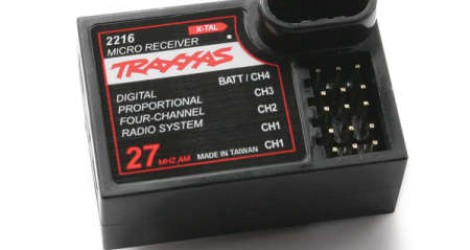 2216
X-TAL
MICRO RECEIVER
TRAXXAS
DIGITAL
PROPORTIONAL
FOUR-CHANNEL
RADIO SYSTEM
BATT / CH4
CH3
CH2
CH1
CH1
27 MHZ AM
MADE IN TAIWAN